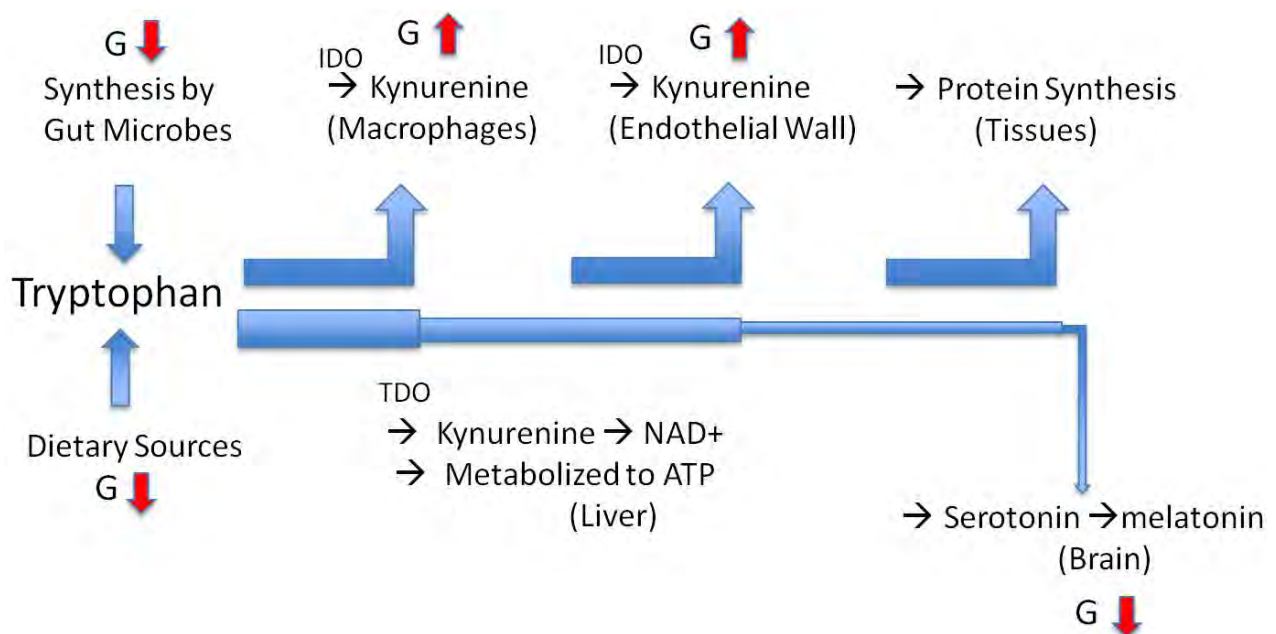 G
Synthesis by
Gut Microbes
IDO
G
→ Kynurenine
(Macrophages)
IDO
G
→ Kynurenine
(Endothelial Wall)
→ Protein Synthesis
(Tissues)
Tryptophan
Dietary Sources
G
TDO
→ Kynurenine → NAD+
→ Metabolized to ATP
(Liver)
→ Serotonin →melatonin
(Brain)
G